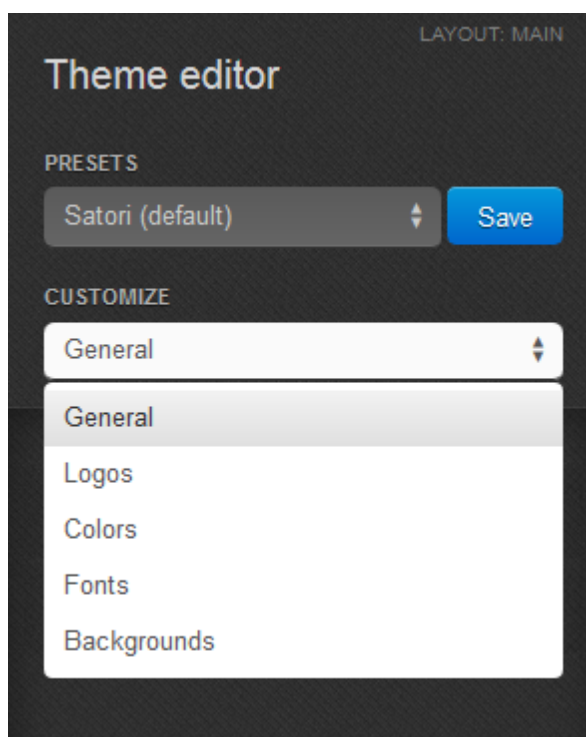 LAYOUT: MAIN
Theme editor
PRESETS
Satori (default)
Save
CUSTOMIZE
General
General
Logos
Colors
Fonts
Backgrounds